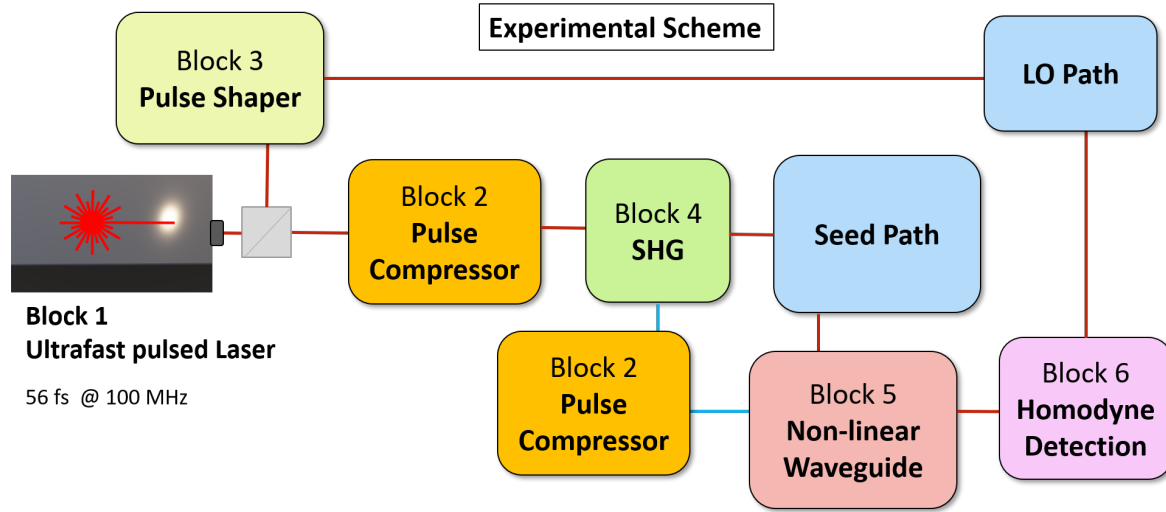 Experimental Scheme
Block 3
Pulse Shaper
LO Path
Block 2
Pulse
Compressor
Block 4
SHG
Seed Path
Block 1
Ultrafast pulsed Laser
56 fs @ 100 MHz
Block 2
Pulse
Compressor
Block 5
Non-linear
Waveguide
Block 6
Homodyne
Detection